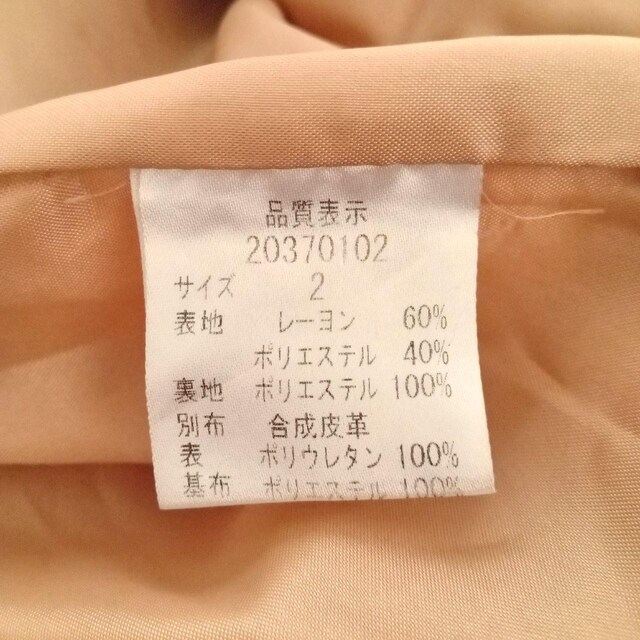 品質表示
20370102
サイズ 2
表地 レーヨン 60%
ポリエステル 40%
裏地 ポリエステル 100%
別布 合成皮革
表 ポリウレタン 100%
基布 ポリエステル 100%